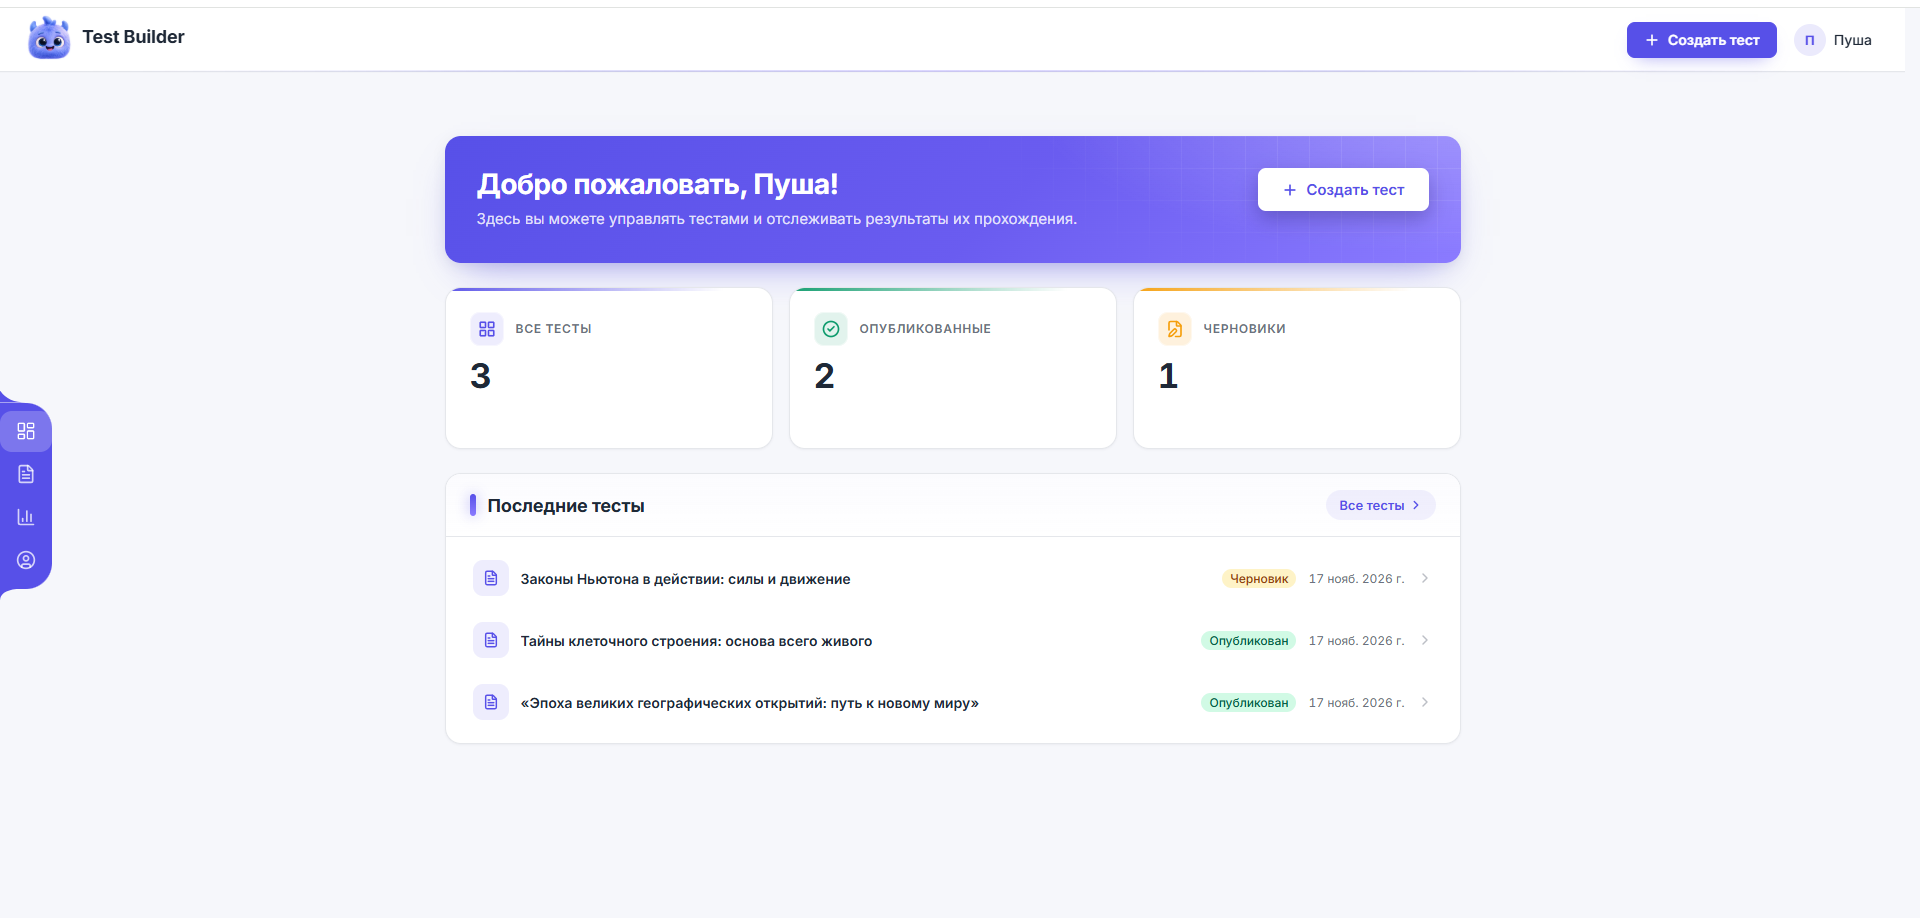 Test Builder
Создать тест
П
Пуша
Добро пожаловать, Пуша!
Здесь вы можете управлять тестами и отслеживать результаты их прохождения.
Создать тест
ВСЕ ТЕСТЫ
3
ОПУБЛИКОВАННЫЕ
2
ЧЕРНОВИКИ
1
Последние тесты
Все тесты
Законы Ньютона в действии: силы и движение
Черновик
17 нояб. 2026 г.
Тайны клеточного строения: основа всего живого
Опубликован
17 нояб. 2026 г.
«Эпоха великих географических открытий: путь к новому миру»
Опубликован
17 нояб. 2026 г.